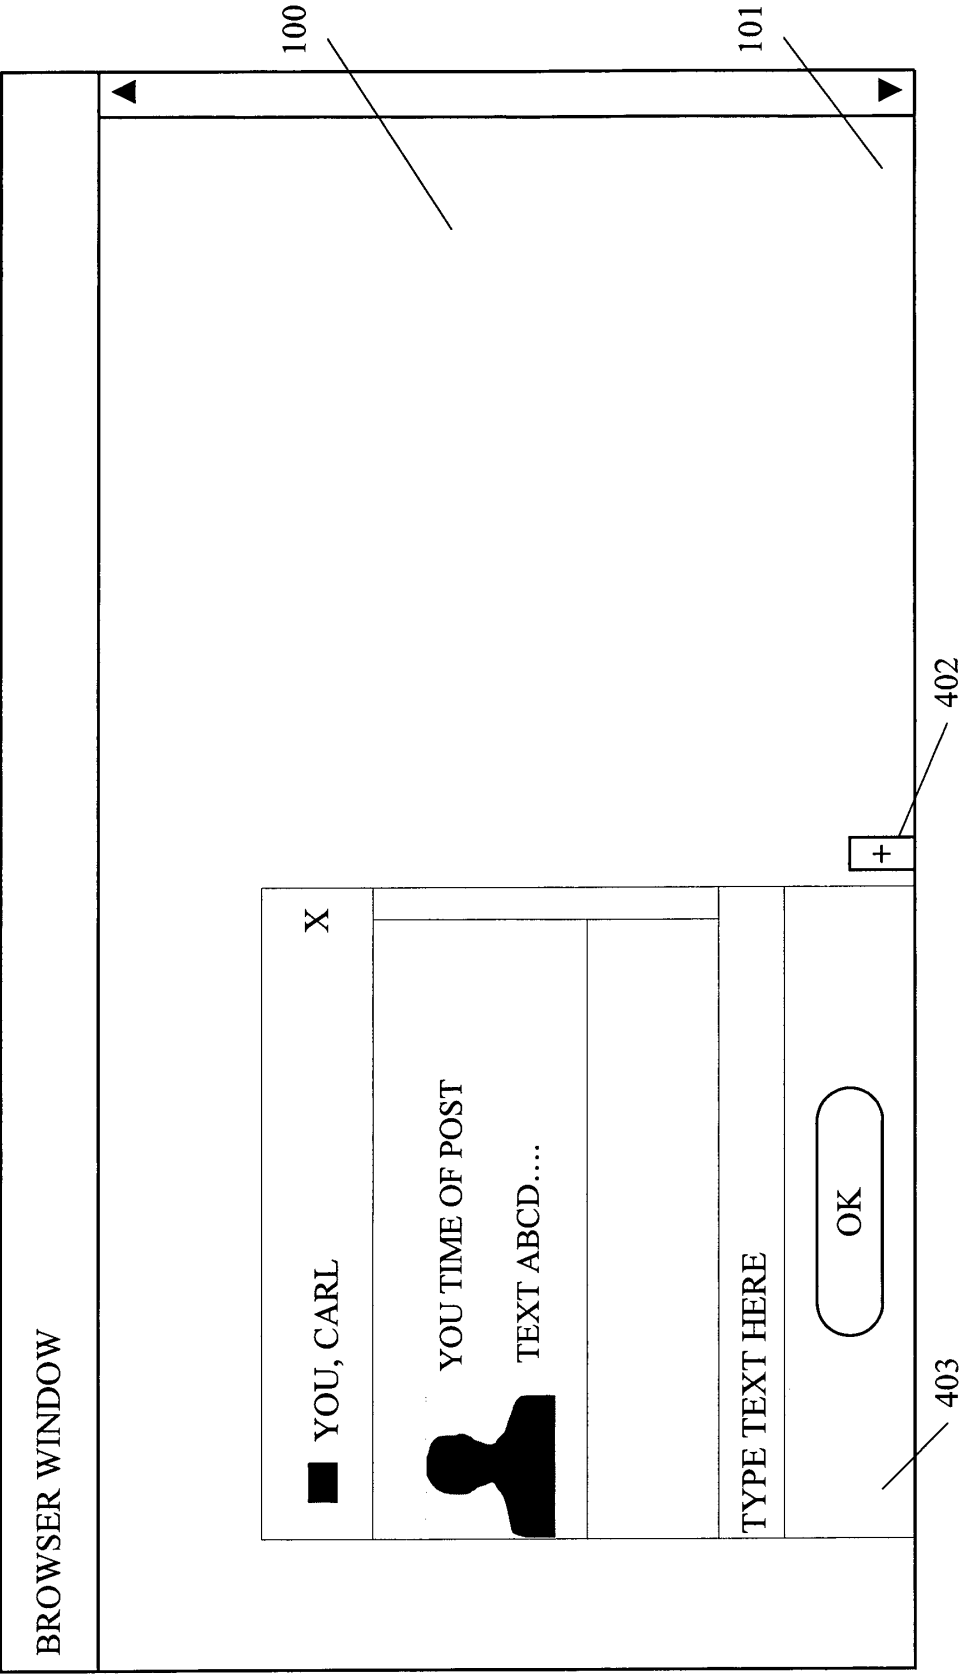 BROWSER WINDOW
100
YOU, CARL X
YOU TIME OF POST
TEXT ABCD....
TYPE TEXT HERE
OK
+
101
402
403